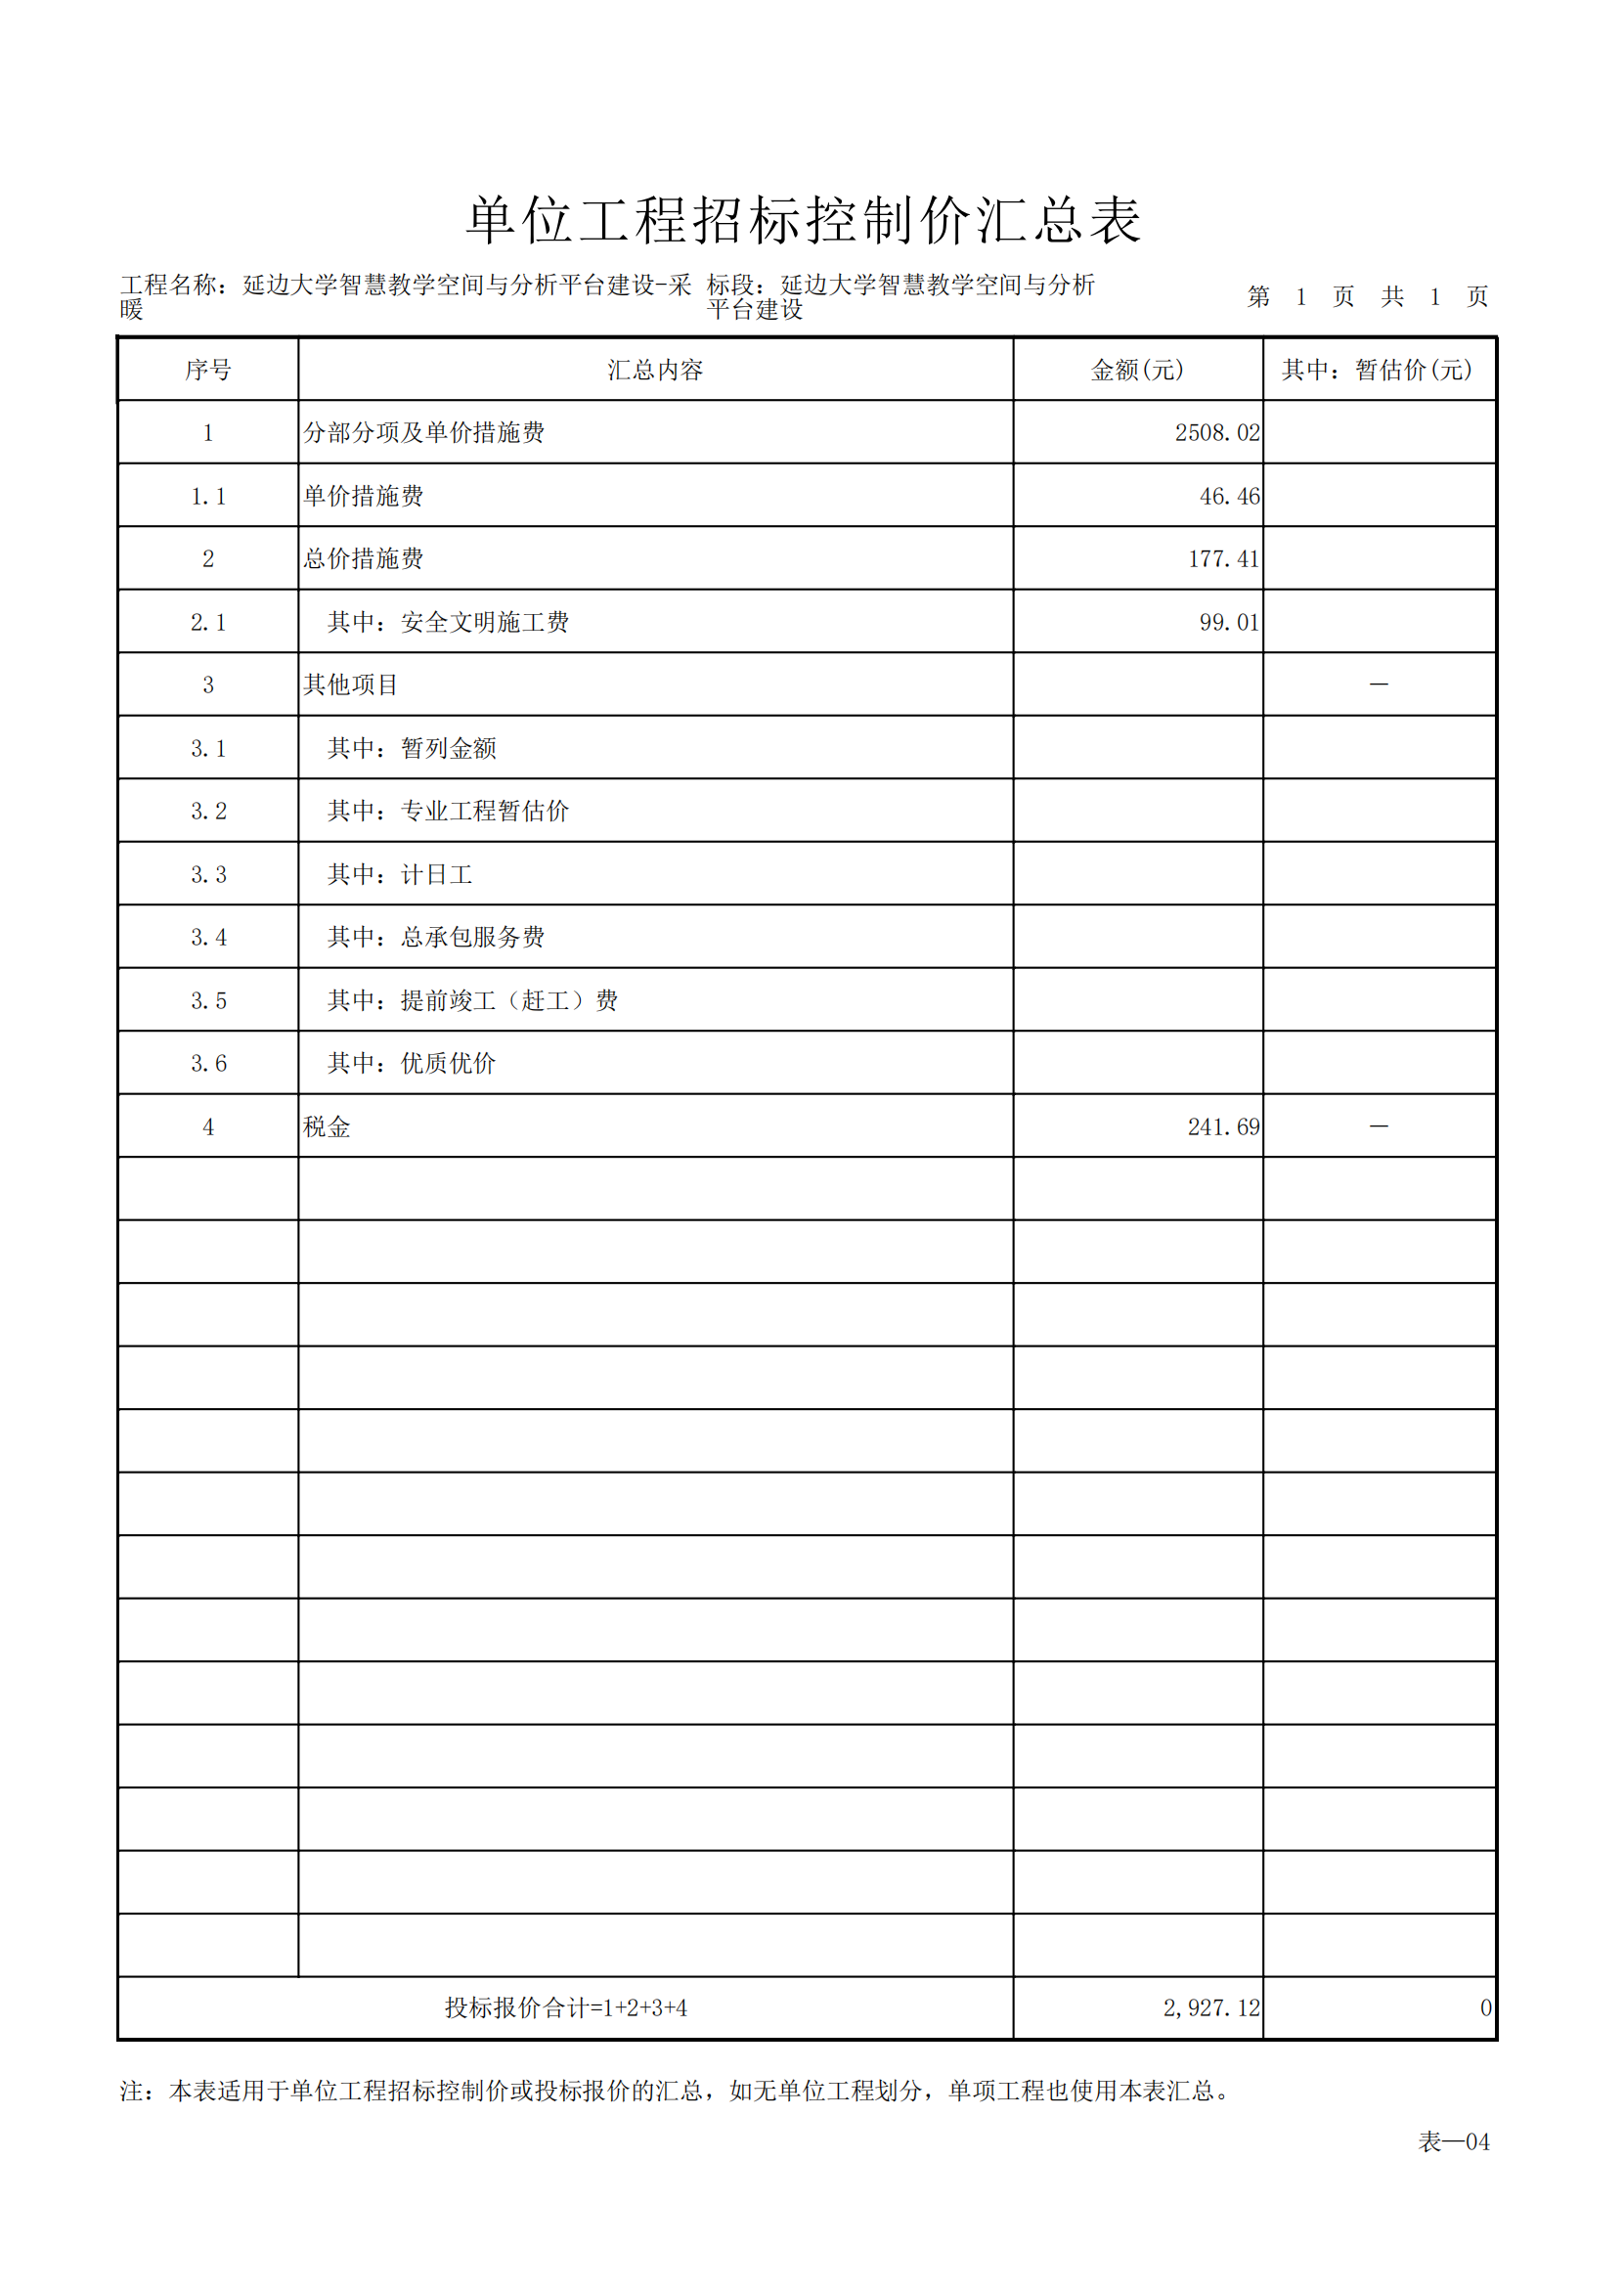 单位工程招标控制价汇总表
工程名称：延边大学智慧教学空间与分析平台建设-采暖 标段：延边大学智慧教学空间与分析平台建设 第 1 页 共 1 页
序号 汇总内容 金额(元) 其中：暂估价(元)
1 分部分项及单价措施费 2508.02
1.1 单价措施费 46.46
2 总价措施费 177.41
2.1 其中：安全文明施工费 99.01
3 其他项目 —
3.1 其中：暂列金额
3.2 其中：专业工程暂估价
3.3 其中：计日工
3.4 其中：总承包服务费
3.5 其中：提前竣工（赶工）费
3.6 其中：优质优价
4 税金 241.69 —
投标报价合计=1+2+3+4 2,927.12 0
注：本表适用于单位工程招标控制价或投标报价的汇总，如无单位工程划分，单项工程也使用本表汇总。
表—04